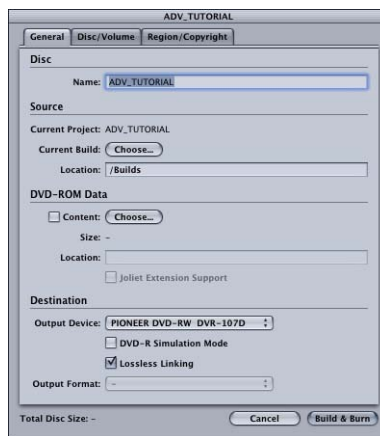 ADV_TUTORIAL
General Disc/Volume Region/Copyright
Disc
Name: ADV_TUTORIAL
Source
Current Project: ADV_TUTORIAL
Current Build: Choose...
Location: /Builds
DVD-ROM Data
Content: Choose...
Size: -
Location:
Joliet Extension Support
Destination
Output Device: PIONEER DVD-RW DVR-107D
DVD-R Simulation Mode
Lossless Linking
Output Format: -
Total Disc Size: - Cancel Build & Burn